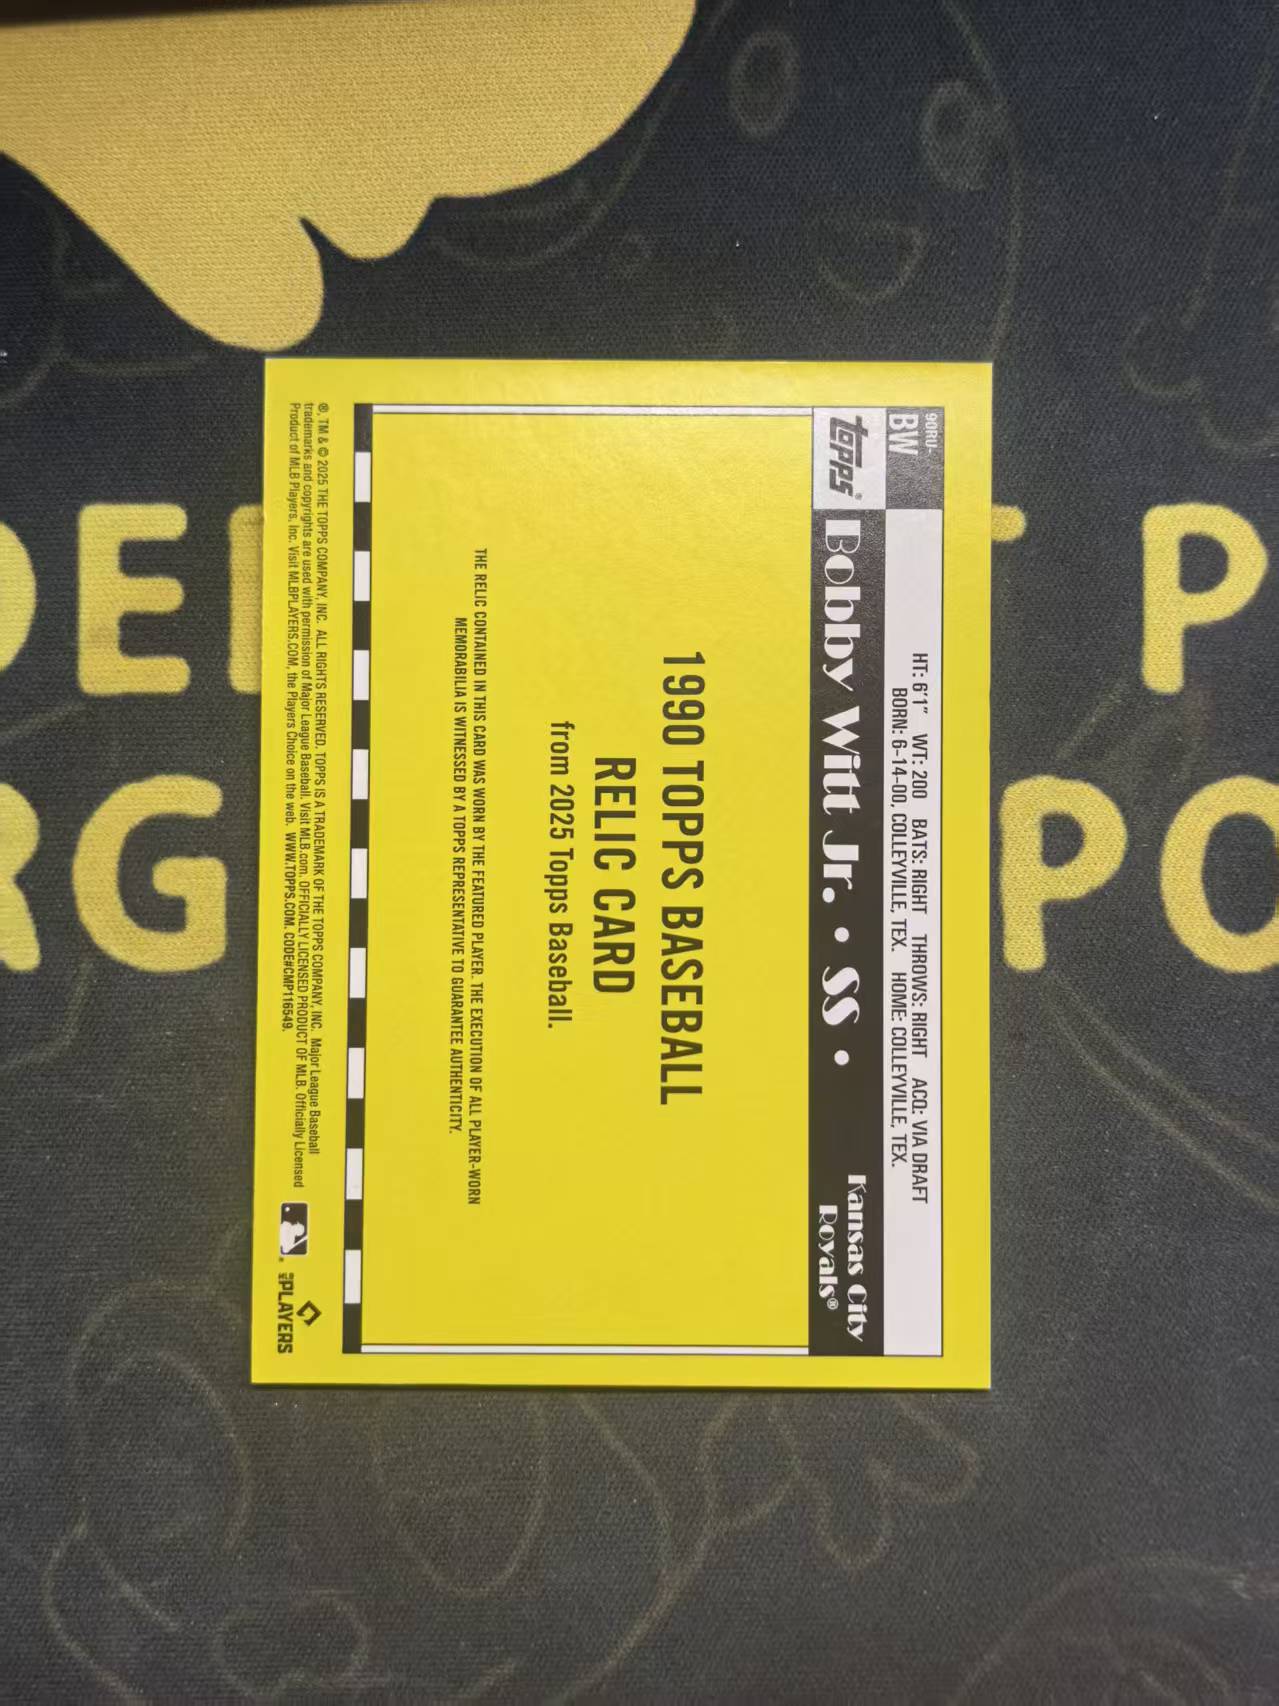 90RU-
BW
HT: 6'1" WT: 200 BATS: RIGHT THROWS: RIGHT ACQ: VIA DRAFT
BORN: 6-14-00, COLLEYVILLE, TEX. HOME: COLLEYVILLE, TEX.
topps®
Bobby Witt Jr. • SS •
Kansas City
Royals®
1990 TOPPS BASEBALL
RELIC CARD
from 2025 Topps Baseball.
THE RELIC CONTAINED IN THIS CARD WAS WORN BY THE FEATURED PLAYER. THE EXECUTION OF ALL PLAYER-WORN
MEMORABILIA IS WITNESSED BY A TOPPS REPRESENTATIVE TO GUARANTEE AUTHENTICITY.
®, TM & © 2025 THE TOPPS COMPANY, INC. ALL RIGHTS RESERVED. TOPPS IS A TRADEMARK OF THE TOPPS COMPANY, INC. Major League Baseball
trademarks and copyrights are used with permission of Major League Baseball. Visit MLB.com. OFFICIALLY LICENSED PRODUCT OF MLB. Officially Licensed
Product of MLB Players, Inc. Visit MLBPLAYERS.COM, the Players Choice on the web. WWW.TOPPS.COM. CODE#CMP116549.
MLB PLAYERS
P
PO
RG